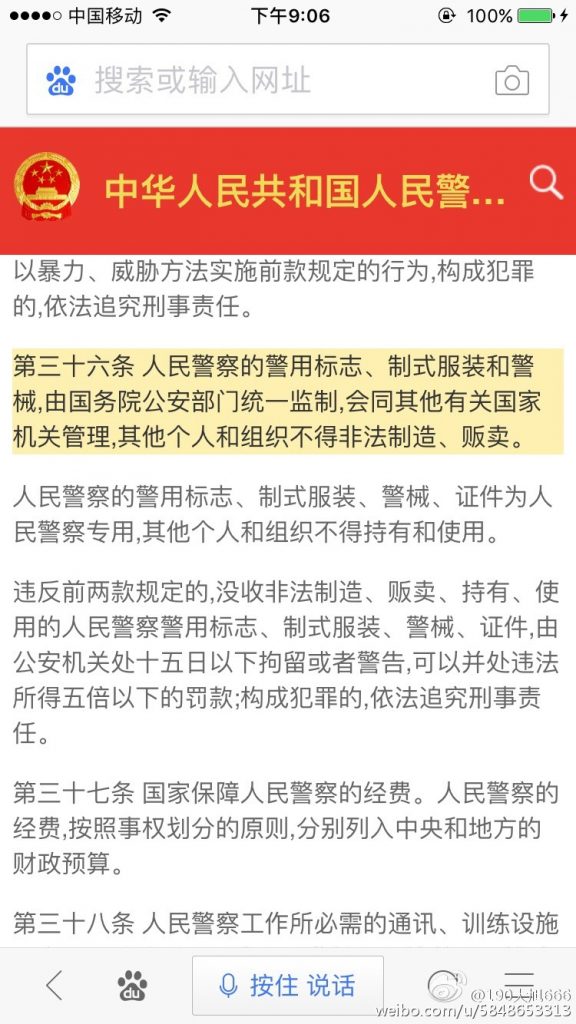 中国移动 下午9:06 100%
搜索或输入网址
中华人民共和国人民警...
以暴力、威胁方法实施前款规定的行为,构成犯罪
的,依法追究刑事责任。
第三十六条 人民警察的警用标志、制式服装和警
械,由国务院公安部门统一监制,会同其他有关国家
机关管理,其他个人和组织不得非法制造、贩卖。
人民警察的警用标志、制式服装、警械、证件为人
民警察专用,其他个人和组织不得持有和使用。
违反前两款规定的,没收非法制造、贩卖、持有、使
用的人民警察警用标志、制式服装、警械、证件,由
公安机关处十五日以下拘留或者警告,可以并处违法
所得五倍以下的罚款;构成犯罪的,依法追究刑事责
任。
第三十七条 国家保障人民警察的经费。人民警察的
经费,按照事权划分的原则,分别列入中央和地方的
财政预算。
第三十八条 人民警察工作所必需的通讯、训练设施
按住 说话
weibo.com/u/5848653313